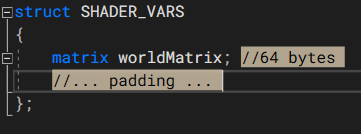 struct SHADER_VARS
{
matrix worldMatrix; //64 bytes
//... padding ...
};